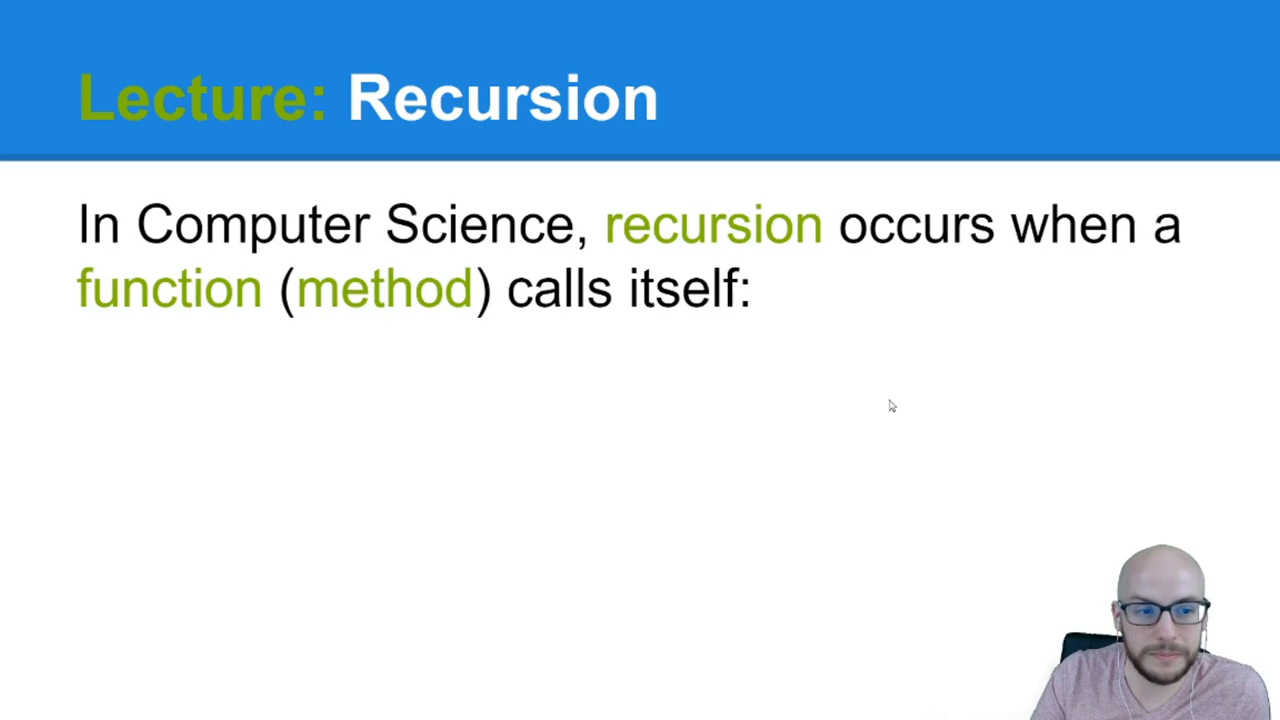 Lecture: Recursion
In Computer Science, recursion occurs when a
function (method) calls itself: